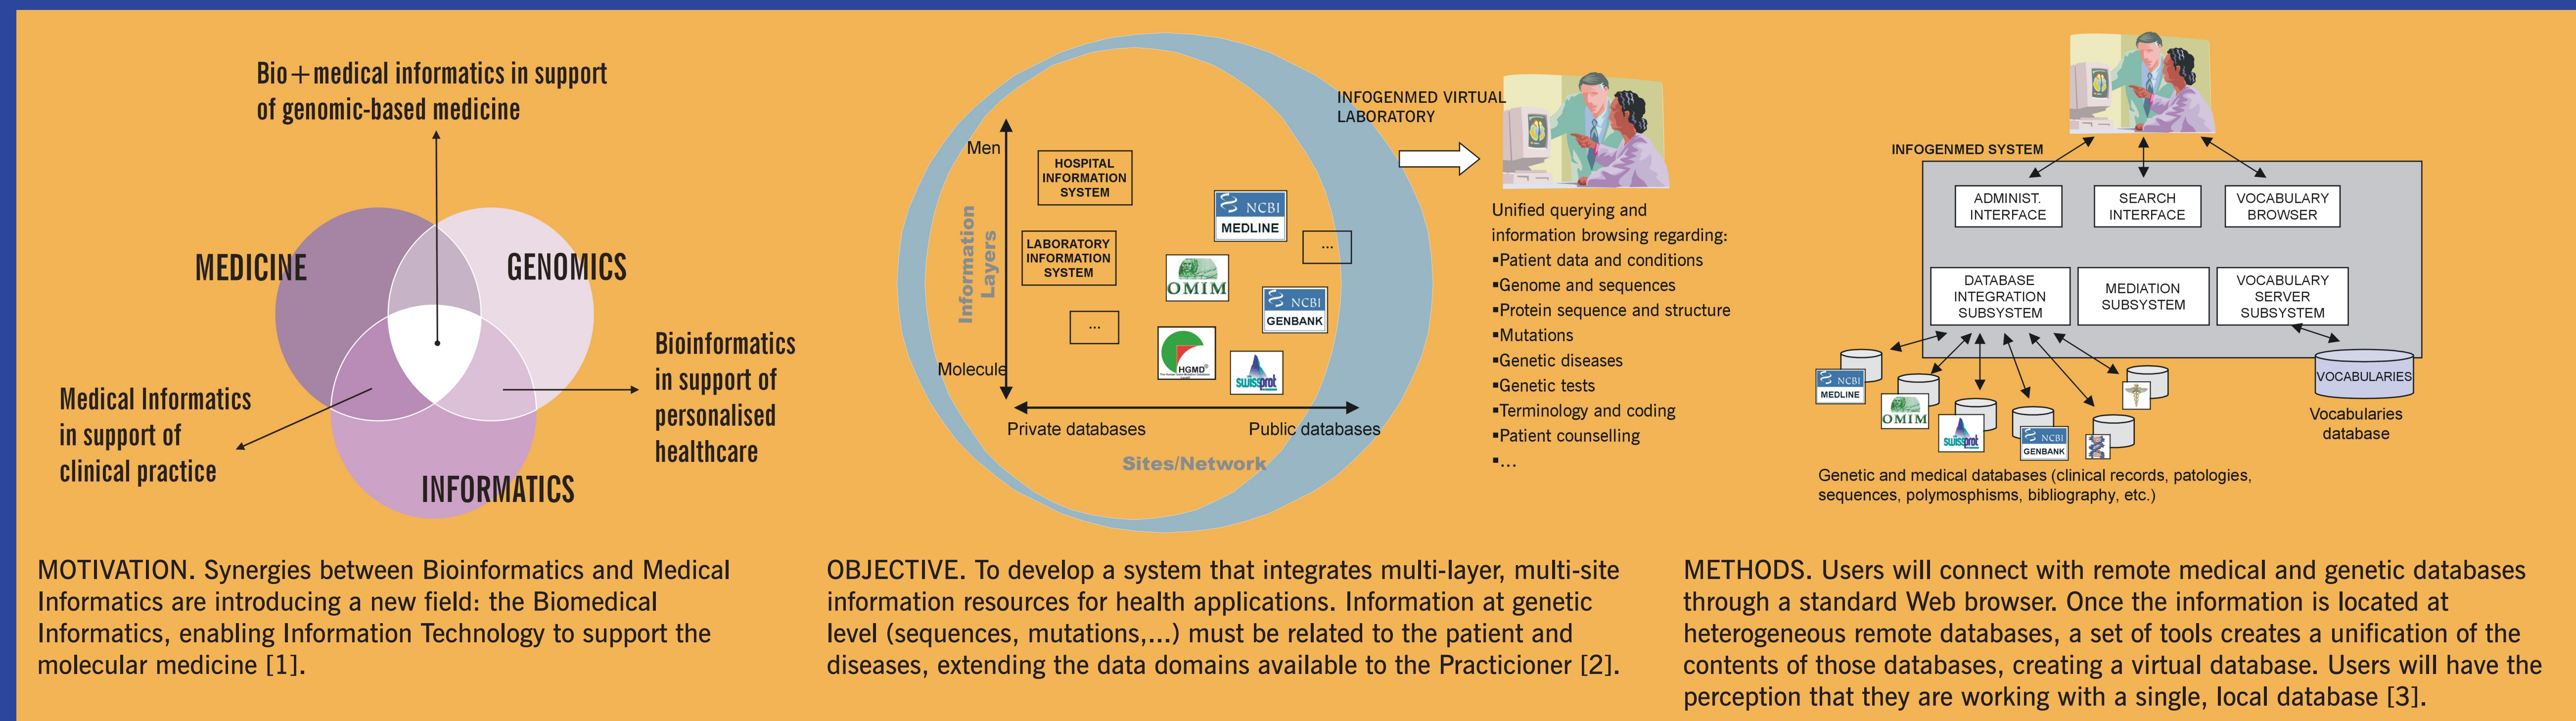 Bio+medical informatics in support
of genomic-based medicine
MEDICINE
GENOMICS
Medical Informatics
in support of
clinical practice
Bioinformatics
in support of
personalised
healthcare
INFORMATICS
MOTIVATION. Synergies between Bioinformatics and Medical
Informatics are introducing a new field: the Biomedical
Informatics, enabling Information Technology to support the
molecular medicine [1].
INFOGENMED VIRTUAL
LABORATORY
Men
Information
Layers
Molecule
HOSPITAL
INFORMATION
SYSTEM
LABORATORY
INFORMATION
SYSTEM
...
NCBI
MEDLINE
...
OMIM
NCBI
GENBANK
HGMD®
swissprot
Private databases
Public databases
Sites/Network
Unified querying and
information browsing regarding:
▪Patient data and conditions
▪Genome and sequences
▪Protein sequence and structure
▪Mutations
▪Genetic diseases
▪Genetic tests
▪Terminology and coding
▪Patient counselling
▪...
OBJECTIVE. To develop a system that integrates multi-layer, multi-site
information resources for health applications. Information at genetic
level (sequences, mutations,...) must be related to the patient and
diseases, extending the data domains available to the Practicioner [2].
INFOGENMED SYSTEM
ADMINIST.
INTERFACE
SEARCH
INTERFACE
VOCABULARY
BROWSER
DATABASE
INTEGRATION
SUBSYSTEM
MEDIATION
SUBSYSTEM
VOCABULARY
SERVER
SUBSYSTEM
NCBI
MEDLINE
OMIM
swissprot
NCBI
GENBANK
VOCABULARIES
Vocabularies
database
Genetic and medical databases (clinical records, patologies,
sequences, polymosphisms, bibliography, etc.)
METHODS. Users will connect with remote medical and genetic databases
through a standard Web browser. Once the information is located at
heterogeneous remote databases, a set of tools creates a unification of the
contents of those databases, creating a virtual database. Users will have the
perception that they are working with a single, local database [3].